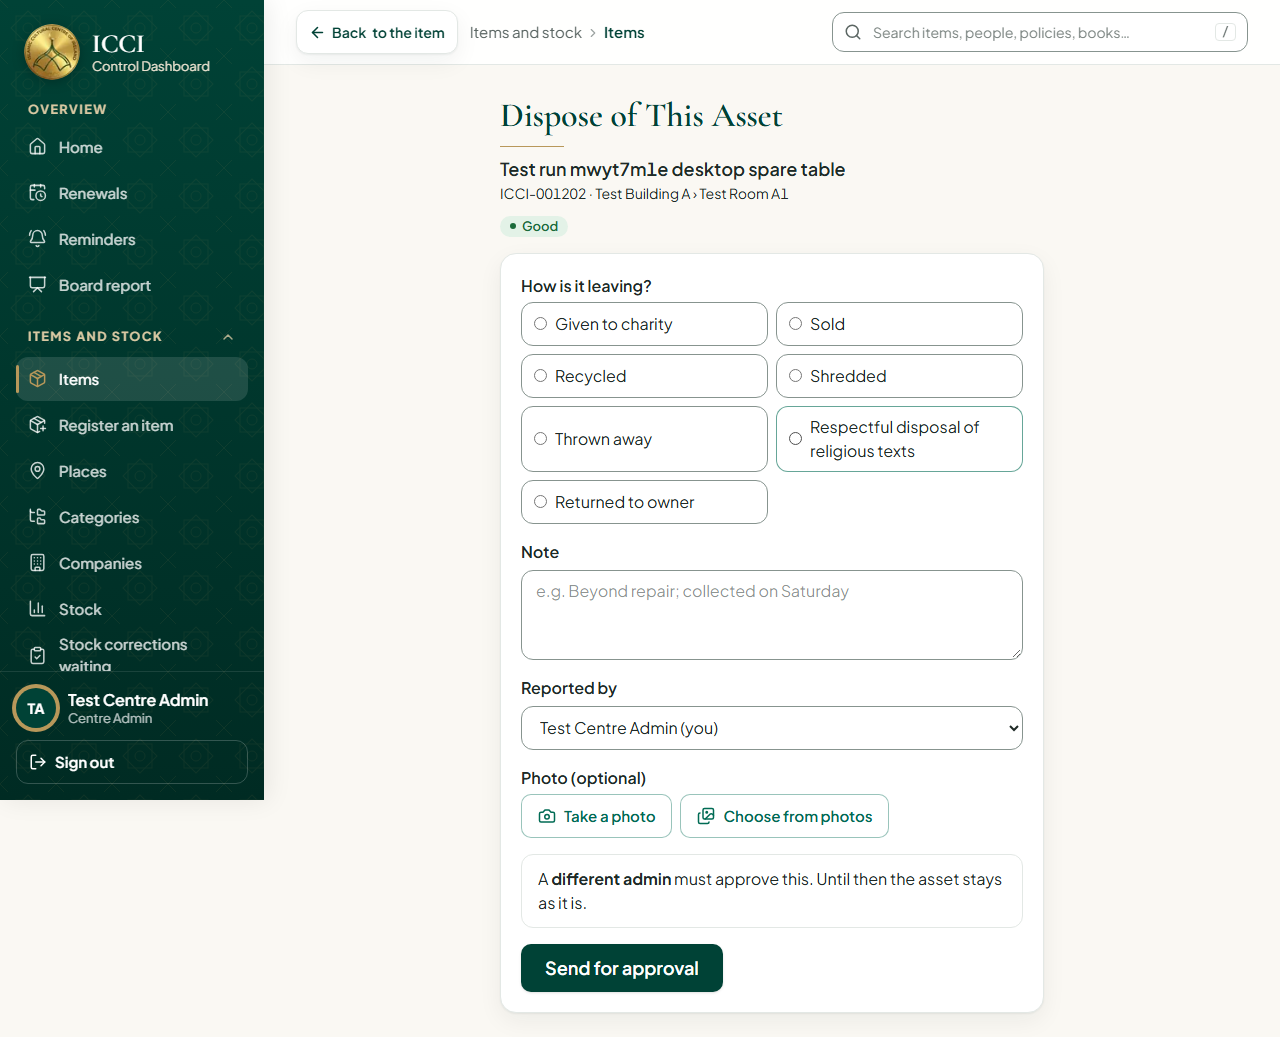 ICCI
Control Dashboard
OVERVIEW
Home
Renewals
Reminders
Board report
ITEMS AND STOCK
Items
Register an item
Places
Categories
Companies
Stock
Stock corrections
waiting
TA
Test Centre Admin
Centre Admin
Sign out
Back to the item
Items and stock › Items
Search items, people, policies, books…
/
Dispose of This Asset
Test run mwyt7m1e desktop spare table
ICCI-001202 · Test Building A › Test Room A1
Good
How is it leaving?
Given to charity
Sold
Recycled
Shredded
Thrown away
Respectful disposal of
religious texts
Returned to owner
Note
e.g. Beyond repair; collected on Saturday
Reported by
Test Centre Admin (you)
Photo (optional)
Take a photo
Choose from photos
A different admin must approve this. Until then the asset stays
as it is.
Send for approval